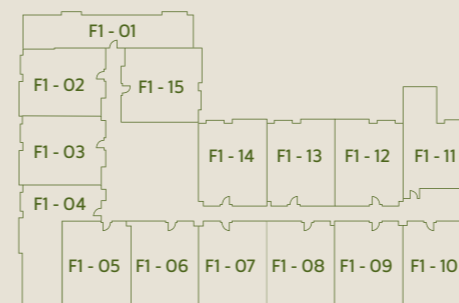 F1 - 01
F1 - 02
F1 - 15
F1 - 03
F1 - 14
F1 - 13
F1 - 12
F1 - 11
F1 - 04
F1 - 05
F1 - 06
F1 - 07
F1 - 08
F1 - 09
F1 - 10